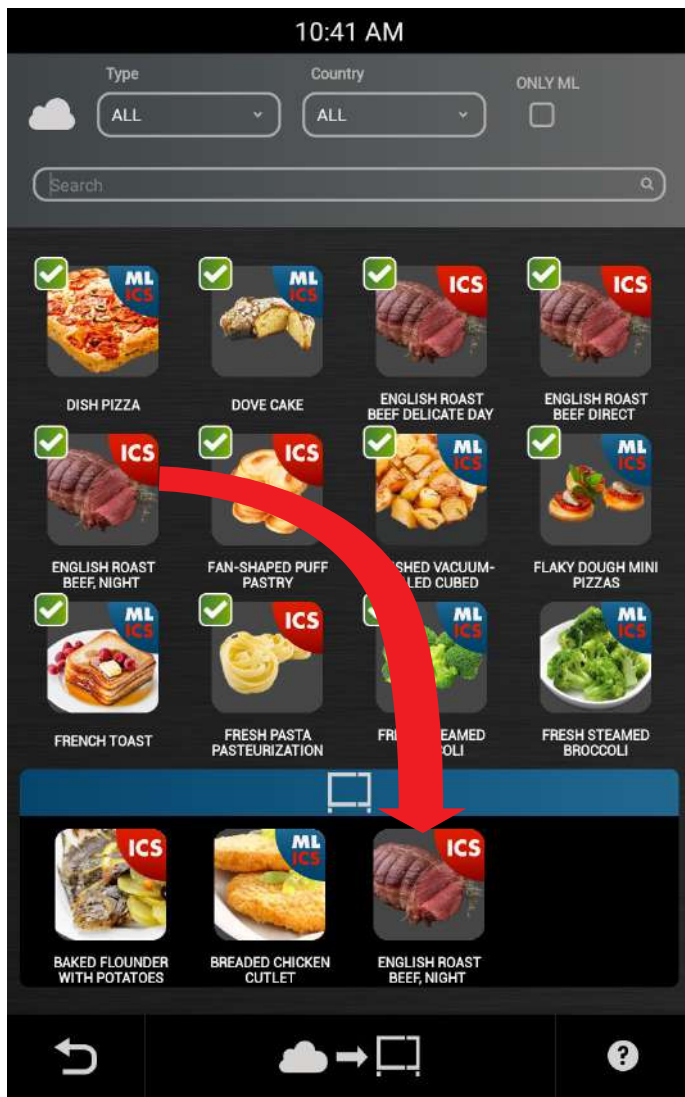 10:41 AM
Type
Country
ONLY ML
ALL
ALL
Search
ML
ICS
ML
ICS
ICS
ICS
DISH PIZZA
DOVE CAKE
ENGLISH ROAST
BEEF DELICATE DAY
ENGLISH ROAST
BEEF DIRECT
ICS
ICS
ML
ICS
ML
ICS
ENGLISH ROAST
BEEF, NIGHT
FAN-SHAPED PUFF
PASTRY
SHED VACUUM-
LED CUBED
FLAKY DOUGH MINI
PIZZAS
ML
ICS
ICS
ML
ICS
ML
ICS
FRENCH TOAST
FRESH PASTA
PASTEURIZATION
FRESH STEAMED
BROCCOLI
ICS
ML
ICS
ICS
BAKED FLOUNDER
WITH POTATOES
BREADED CHICKEN
CUTLET
ENGLISH ROAST
BEEF, NIGHT
?